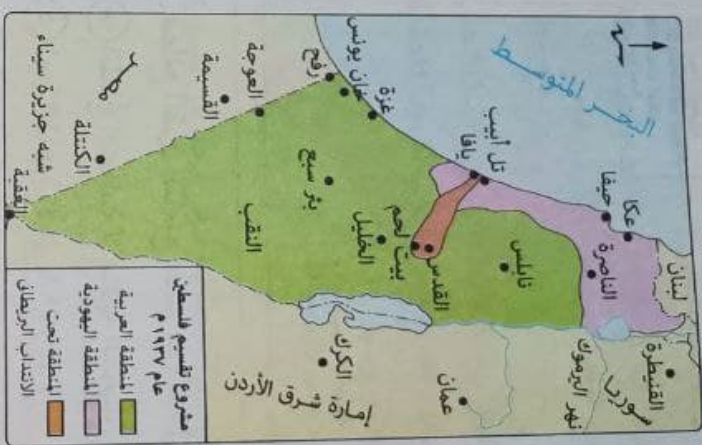 البحر المتوسط
لبنان
سوريا
القنيطرة
عكا
حيفا
الناصرة
نهر اليرموك
تل أبيب
يافا
نابلس
عمان
القدس
بيت لحم
الخليل
إمارة شرق الأردن
الكرك
غزة
خان يونس
رفح
بئر سبع
العوجة
القسيمة
النقب
الكنتلة
مصر
شبه جزيرة سيناء
العقبة
مشروع تقسيم فلسطين
عام ١٩٣٧م
المنطقة العربية
المنطقة اليهودية
المنطقة تحت
الانتداب البريطانى